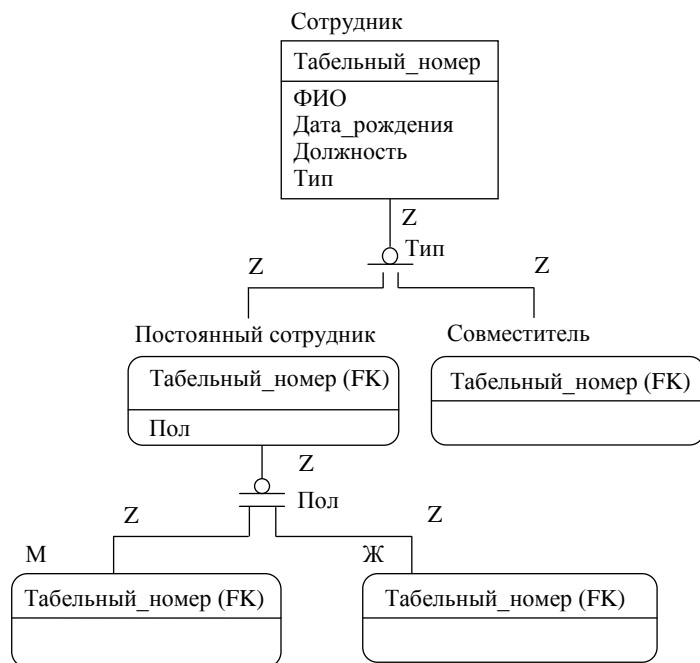 Сотрудник
Табельный_номер
ФИО
Дата_рождения
Должность
Тип
Z
Тип
Z
Z
Постоянный сотрудник
Совместитель
Табельный_номер (FK)
Табельный_номер (FK)
Пол
Z
Пол
Z
Z
М
Ж
Табельный_номер (FK)
Табельный_номер (FK)